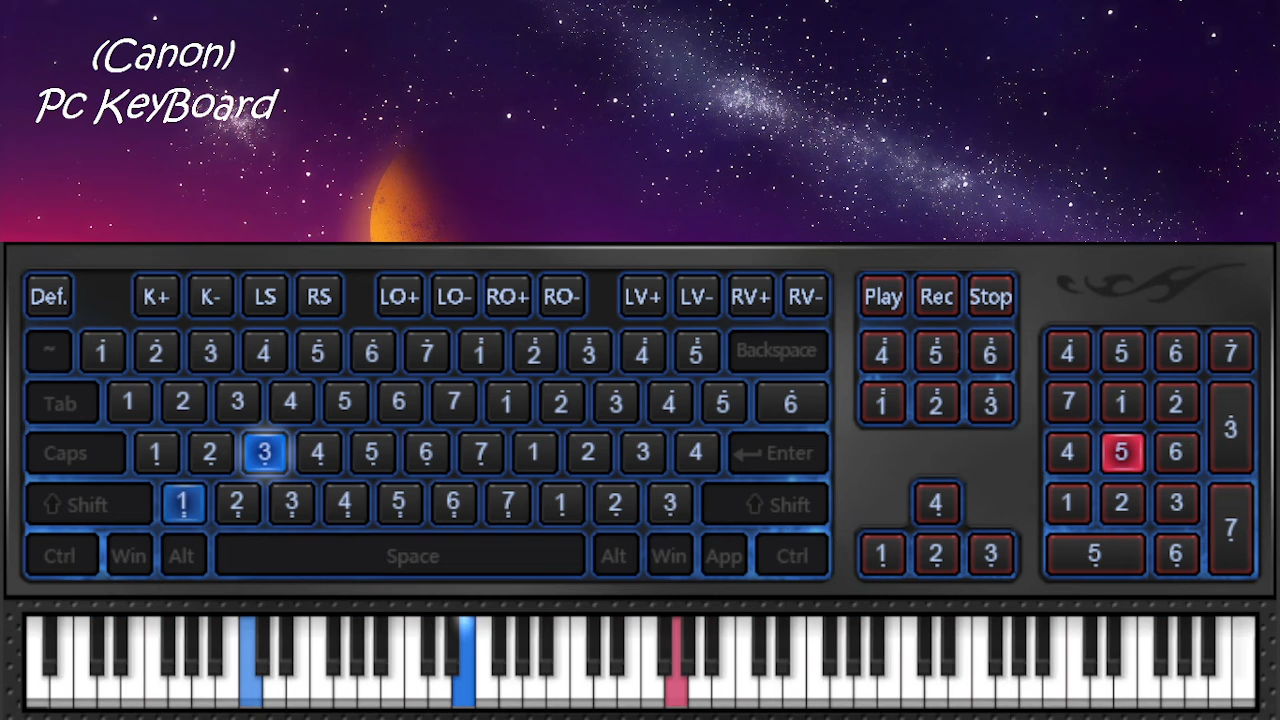 (Canon)
Pc KeyBoard
Def. K+ K- LS RS LO+ LO- RO+ RO- LV+ LV- RV+ RV- Play Rec Stop
~ 1 2 3 4 5 6 7 1 2 3 4 5 Backspace 4 5 6 4 5 6 7
Tab 1 2 3 4 5 6 7 1 2 3 4 5 6 1 2 3 7 1 2 3
Caps 1 2 3 4 5 6 7 1 2 3 4 Enter 4 5 6
Shift 1 2 3 4 5 6 7 1 2 3 Shift 4 1 2 3 7
Ctrl Win Alt Space Alt Win App Ctrl 1 2 3 5 6